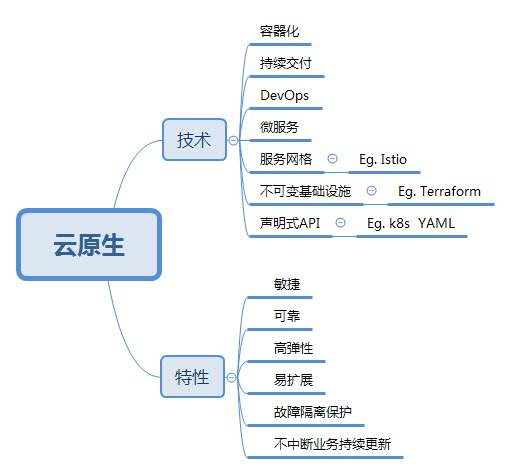 云原生
技术
容器化
持续交付
DevOps
微服务
服务网格
Eg. Istio
不可变基础设施
Eg. Terraform
声明式API
Eg. k8s YAML
特性
敏捷
可靠
高弹性
易扩展
故障隔离保护
不中断业务持续更新